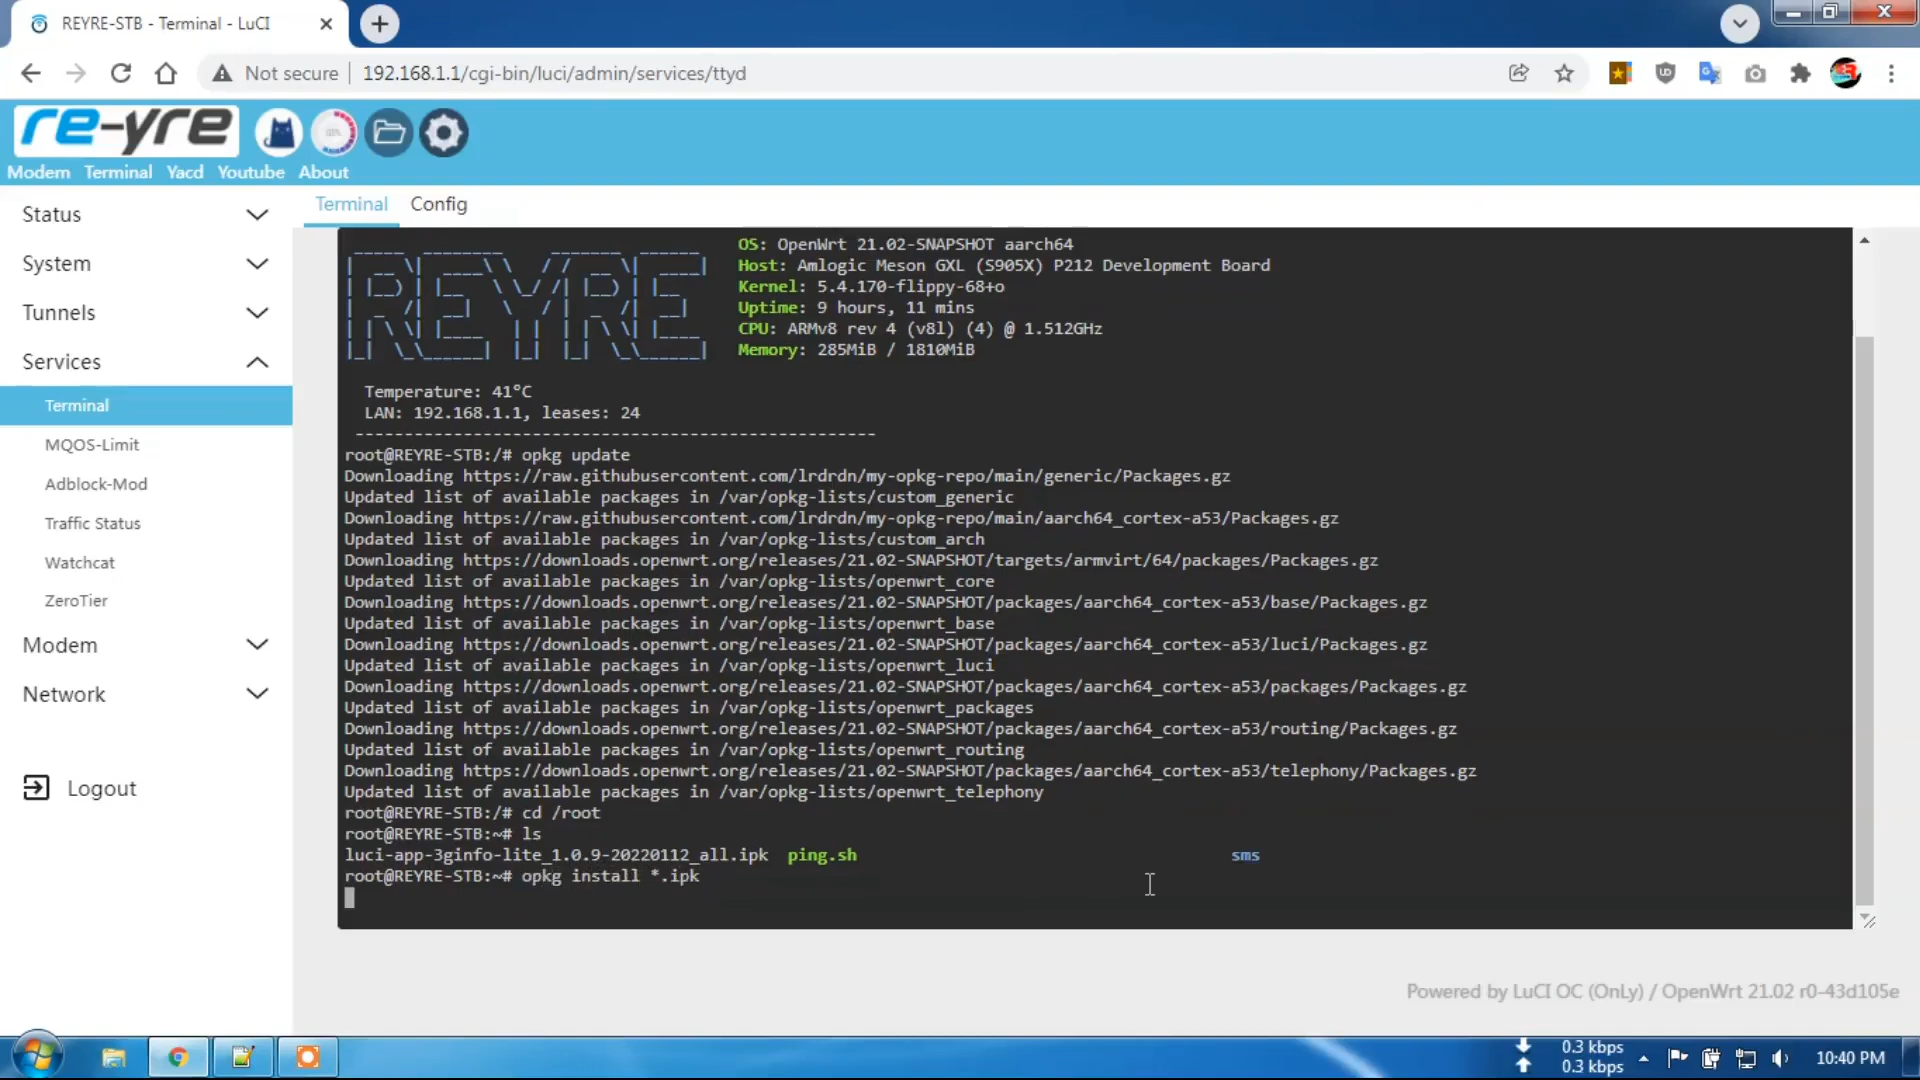 REYRE-STB - Terminal - LuCI
Not secure
192.168.1.1/cgi-bin/luci/admin/services/ttyd
re-yre
Modem Terminal Yacd Youtube About
Status
System
Tunnels
Services
Terminal
MQOS-Limit
Adblock-Mod
Traffic Status
Watchcat
ZeroTier
Modem
Network
Logout
Terminal Config
REYRE
OS: OpenWrt 21.02-SNAPSHOT aarch64
Host: Amlogic Meson GXL (S905X) P212 Development Board
Kernel: 5.4.170-flippy-68+o
Uptime: 9 hours, 11 mins
CPU: ARMv8 rev 4 (v8l) (4) @ 1.512GHz
Memory: 285MiB / 1810MiB
Temperature: 41°C
LAN: 192.168.1.1, leases: 24
------------------------------------------------------
root@REYRE-STB:/# opkg update
Downloading https://raw.githubusercontent.com/lrdrdn/my-opkg-repo/main/generic/Packages.gz
Updated list of available packages in /var/opkg-lists/custom_generic
Downloading https://raw.githubusercontent.com/lrdrdn/my-opkg-repo/main/aarch64_cortex-a53/Packages.gz
Updated list of available packages in /var/opkg-lists/custom_arch
Downloading https://downloads.openwrt.org/releases/21.02-SNAPSHOT/targets/armvirt/64/packages/Packages.gz
Updated list of available packages in /var/opkg-lists/openwrt_core
Downloading https://downloads.openwrt.org/releases/21.02-SNAPSHOT/packages/aarch64_cortex-a53/base/Packages.gz
Updated list of available packages in /var/opkg-lists/openwrt_base
Downloading https://downloads.openwrt.org/releases/21.02-SNAPSHOT/packages/aarch64_cortex-a53/luci/Packages.gz
Updated list of available packages in /var/opkg-lists/openwrt_luci
Downloading https://downloads.openwrt.org/releases/21.02-SNAPSHOT/packages/aarch64_cortex-a53/packages/Packages.gz
Updated list of available packages in /var/opkg-lists/openwrt_packages
Downloading https://downloads.openwrt.org/releases/21.02-SNAPSHOT/packages/aarch64_cortex-a53/routing/Packages.gz
Updated list of available packages in /var/opkg-lists/openwrt_routing
Downloading https://downloads.openwrt.org/releases/21.02-SNAPSHOT/packages/aarch64_cortex-a53/telephony/Packages.gz
Updated list of available packages in /var/opkg-lists/openwrt_telephony
root@REYRE-STB:/# cd /root
root@REYRE-STB:~# ls
luci-app-3ginfo-lite_1.0.9-20220112_all.ipk ping.sh sms
root@REYRE-STB:~# opkg install *.ipk
Powered by LuCI OC (OnLy) / OpenWrt 21.02 r0-43d105e
0.3 kbps
0.3 kbps
10:40 PM